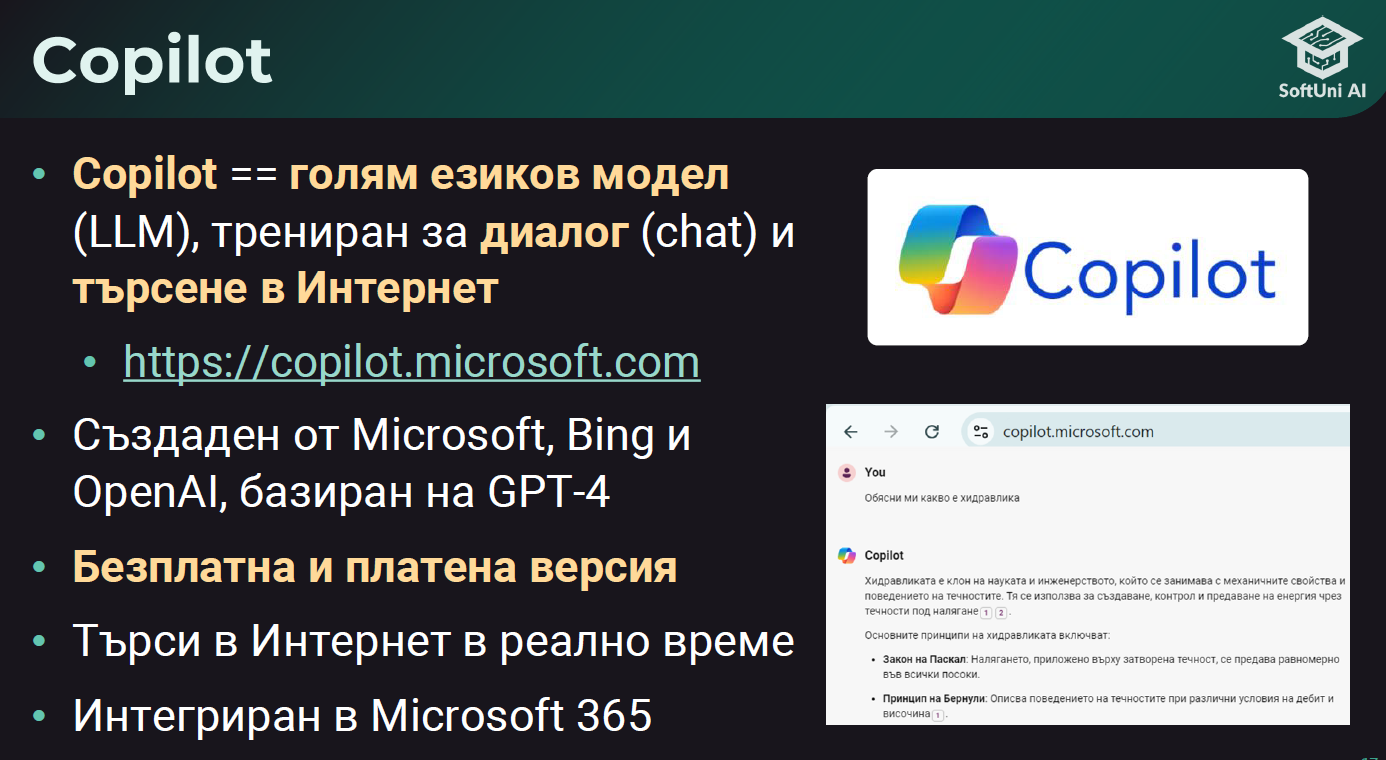 Copilot
SoftUni AI
• Copilot == голям езиков модел
(LLM), трениран за диалог (chat) и
търсене в Интернет
• https://copilot.microsoft.com
• Създаден от Microsoft, Bing и
OpenAI, базиран на GPT-4
• Безплатна и платена версия
• Търси в Интернет в реално време
• Интегриран в Microsoft 365
Copilot
copilot.microsoft.com
You
Обясни ми какво е хидравлика
Copilot
Хидравликата е клон на науката и инженерството, който се занимава с механичните свойства и
поведението на течностите. Тя се използва за създаване, контрол и предаване на енергия чрез
течности под налягане 1 2 .
Основните принципи на хидравликата включват:
• Закон на Паскал: Налягането, приложено върху затворена течност, се предава равномерно
във всички посоки.
• Принцип на Бернули: Описва поведението на течностите при различни условия на дебит и
височина 1 .